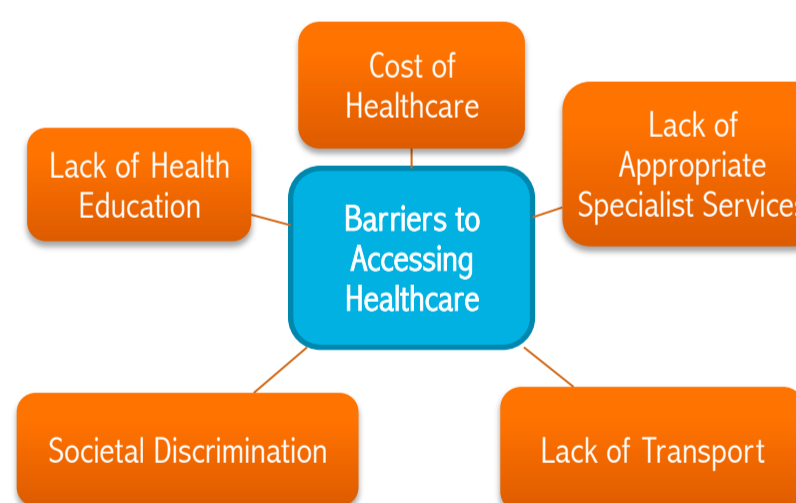 Cost of
Healthcare
Lack of
Appropriate
Specialist Services
Lack of Health
Education
Barriers to
Accessing
Healthcare
Societal Discrimination
Lack of Transport